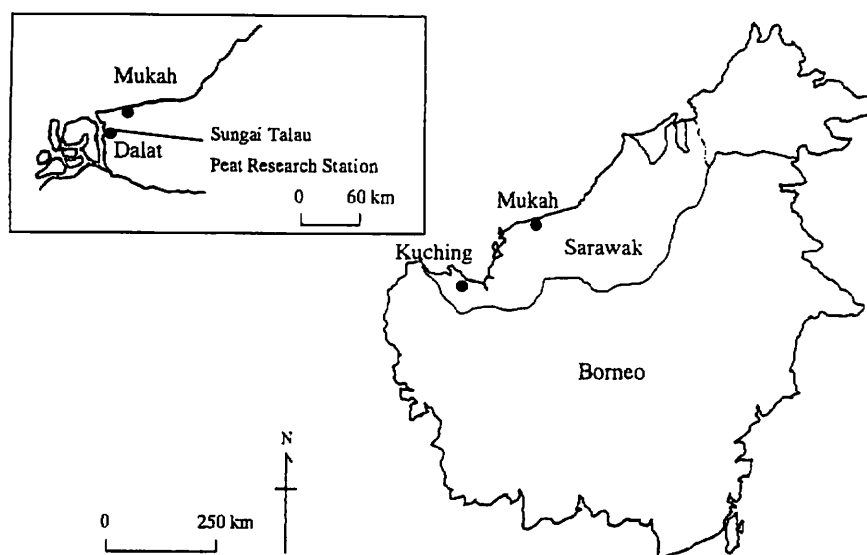 Mukah
Sungai Talau
Dalat
Peat Research Station
0 60 km
Mukah
Kuching
Sarawak
Borneo
N
0 250 km